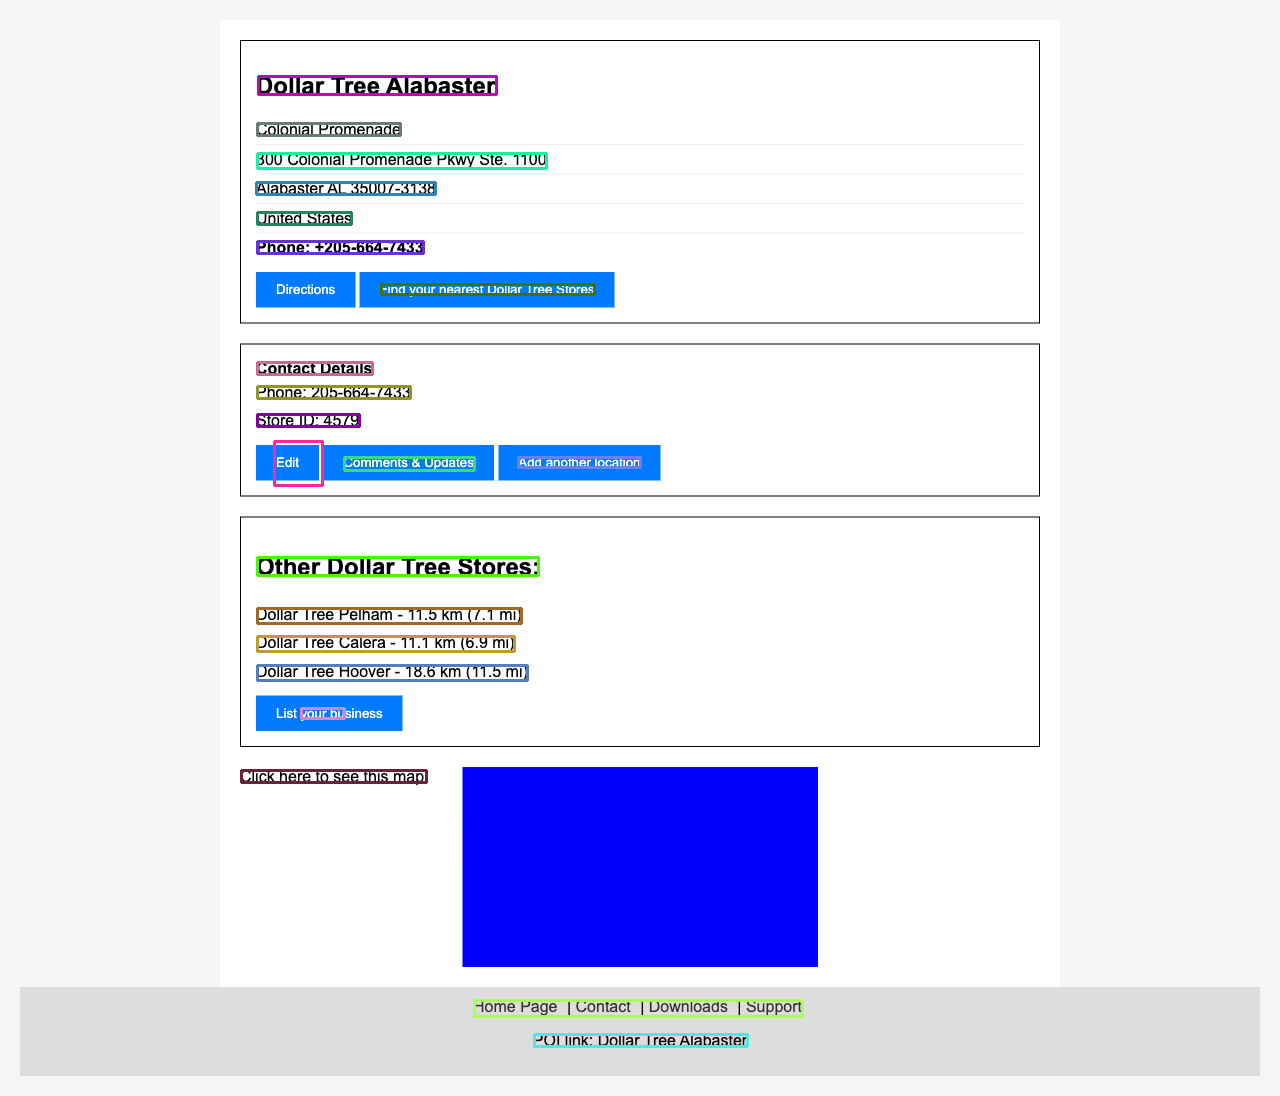 Dollar Tree Alabaster
Colonial Promenade
300 Colonial Promenade Pkwy Ste. 1100
Alabaster AL 35007-3138
United States
Phone: +205-664-7433
Directions
Find your nearest Dollar Tree Stores
Contact Details
Phone: 205-664-7433
Store ID: 4579
Edit
Comments & Updates
Add another location
Other Dollar Tree Stores:
Dollar Tree Pelham - 11.5 km (7.1 mi)
Dollar Tree Calera - 11.1 km (6.9 mi)
Dollar Tree Hoover - 18.6 km (11.5 mi)
List your business
Click here to see this map
Home Page | Contact | Downloads | Support
POI link: Dollar Tree Alabaster